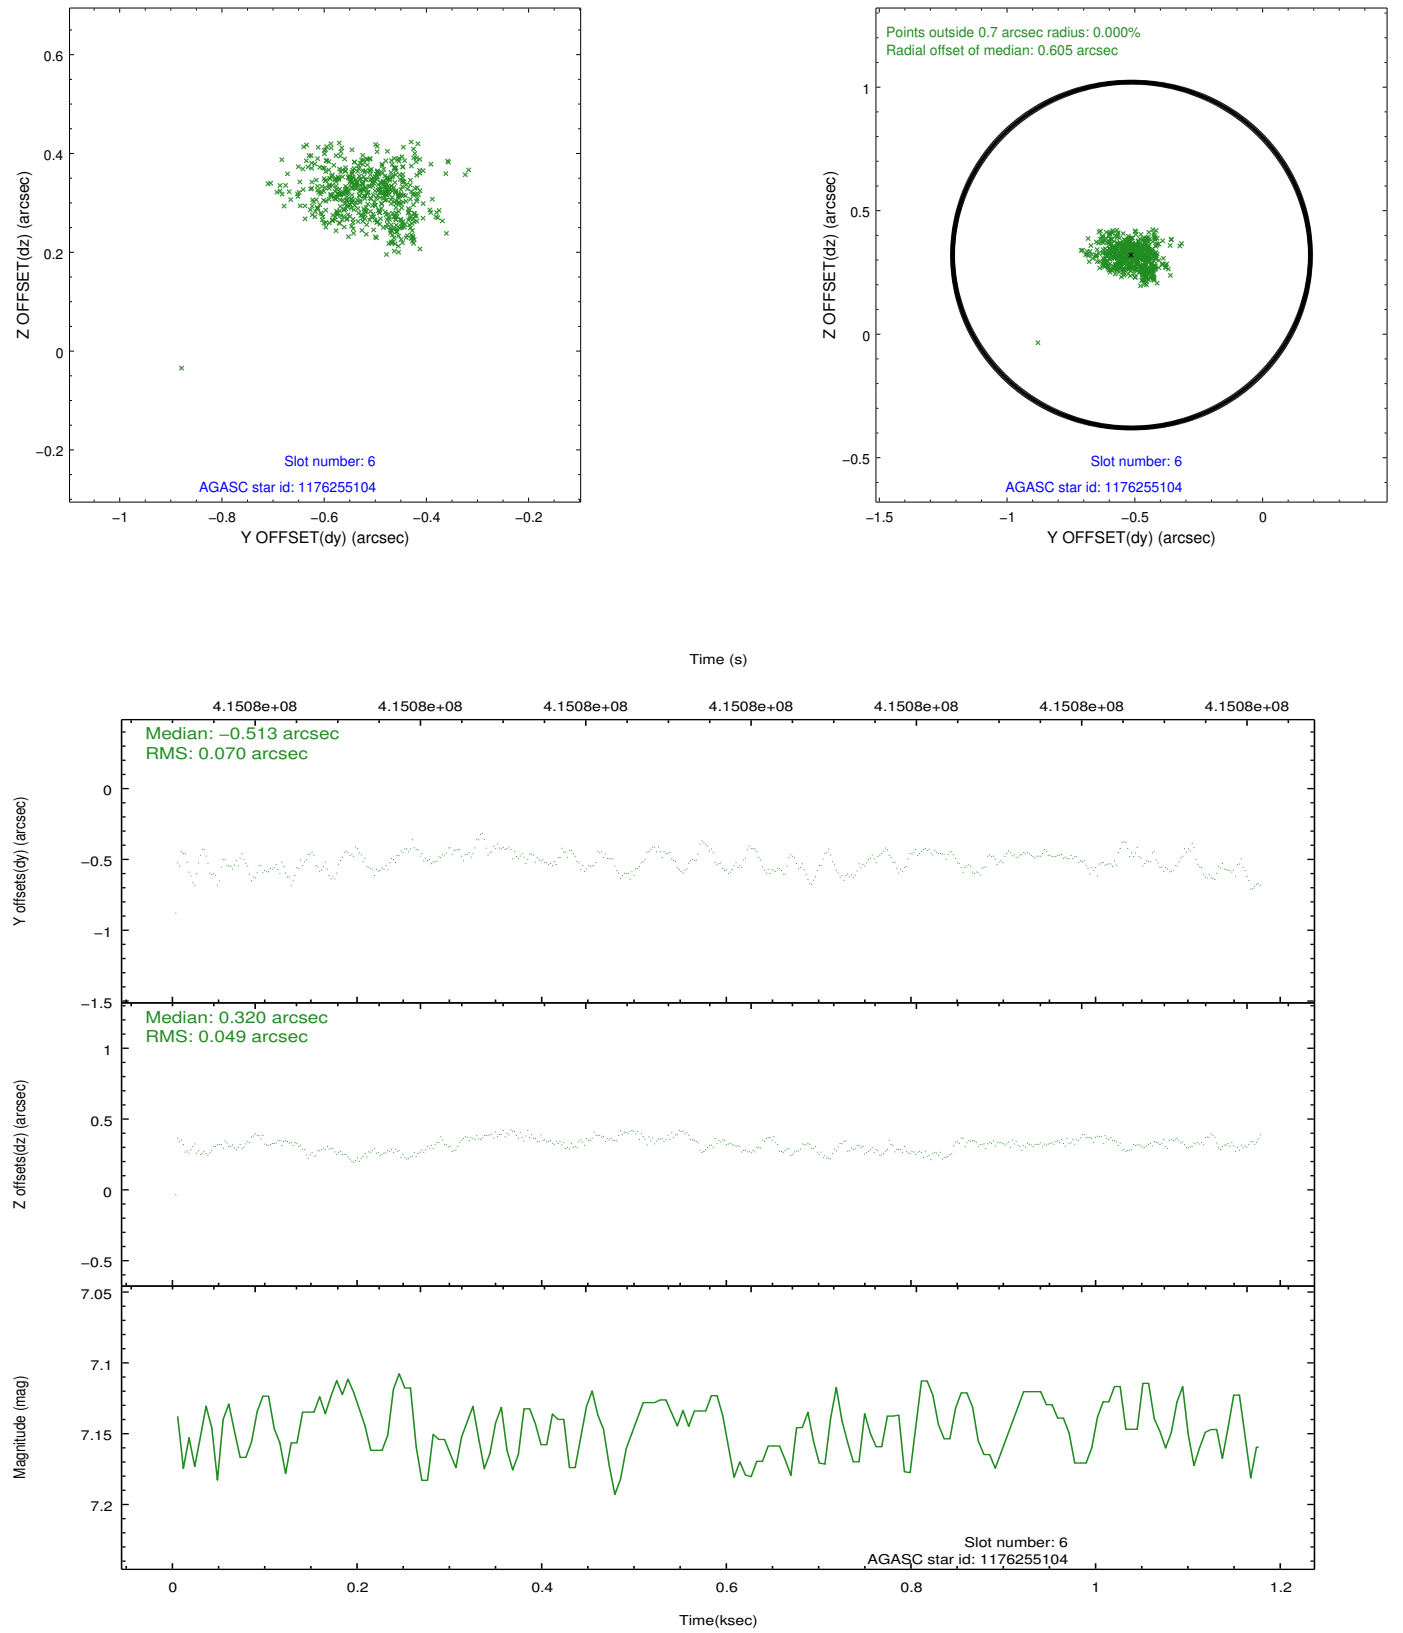 0.6
0.4
0.2
0
−0.2
−1
−0.8
−0.6
−0.4
−0.2
Z OFFSET(dz) (arcsec)
Y OFFSET(dy) (arcsec)
Slot number: 6
AGASC star id: 1176255104
Points outside 0.7 arcsec radius: 0.000%
Radial offset of median: 0.605 arcsec
1
0.5
0
−0.5
−1.5
−1
−0.5
0
Z OFFSET(dz) (arcsec)
Y OFFSET(dy) (arcsec)
Slot number: 6
AGASC star id: 1176255104
Time (s)
4.1508e+08
4.1508e+08
4.1508e+08
4.1508e+08
4.1508e+08
4.1508e+08
4.1508e+08
Median: −0.513 arcsec
RMS: 0.070 arcsec
0
−0.5
−1
−1.5
Y offsets(dy) (arcsec)
Median: 0.320 arcsec
RMS: 0.049 arcsec
1
0.5
0
−0.5
Z offsets(dz) (arcsec)
7.05
7.1
7.15
7.2
Magnitude (mag)
Slot number: 6
AGASC star id: 1176255104
0
0.2
0.4
0.6
0.8
1
1.2
Time(ksec)